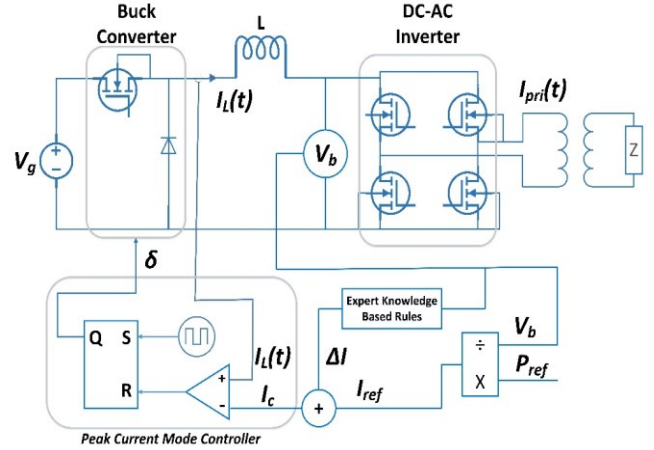 Buck
Converter
L
DC-AC
Inverter
I_L(t)
I_pri(t)
V_g
+
-
V_b
Z
δ
Expert Knowledge
Based Rules
V_b
Q
S
I_L(t)
ΔI
÷
P_ref
R
+
-
I_c
+
I_ref
X
Peak Current Mode Controller